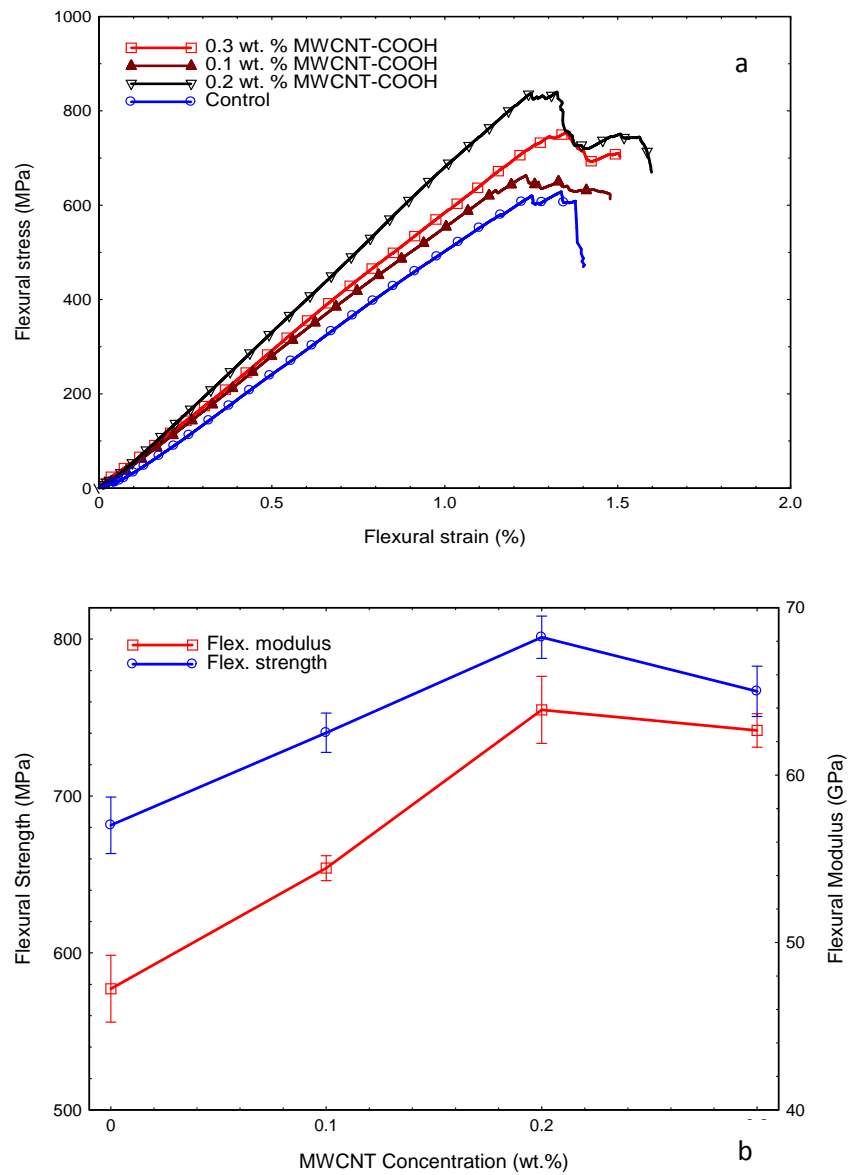 1000
0.3 wt. % MWCNT-COOH
0.1 wt. % MWCNT-COOH
0.2 wt. % MWCNT-COOH
Control
a
800
600
400
200
0
Flexural stress (MPa)
0 0.5 1.0 1.5 2.0
Flexural strain (%)
800
700
600
500
Flexural Strength (MPa)
Flex. modulus
Flex. strength
70
60
50
40
Flexural Modulus (GPa)
0 0.1 0.2
MWCNT Concentration (wt.%)
b